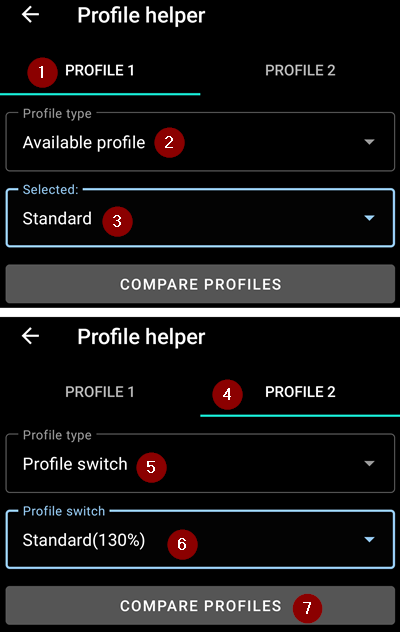 Profile helper
1 PROFILE 1 PROFILE 2
Profile type
Available profile 2
Selected:
Standard 3
COMPARE PROFILES
Profile helper
PROFILE 1 4 PROFILE 2
Profile type
Profile switch 5
Profile switch
Standard(130%) 6
COMPARE PROFILES 7